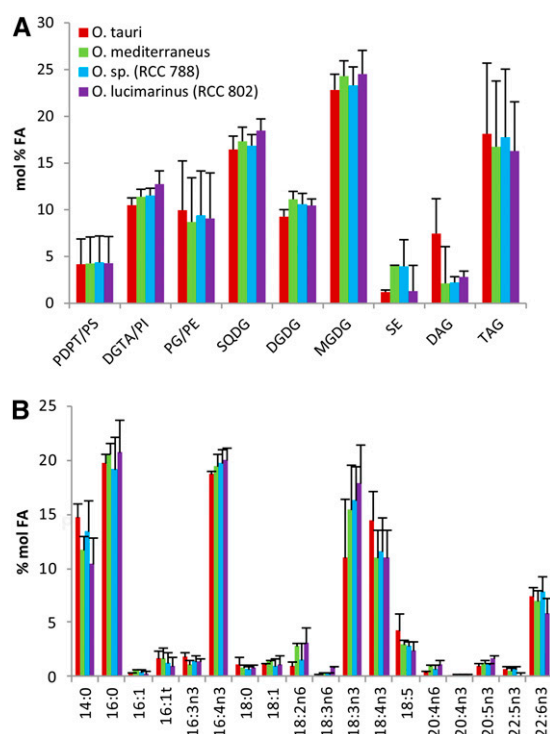 A
30
25
20
15
10
5
0
mol % FA
O. tauri
O. mediterraneus
O. sp. (RCC 788)
O. lucimarinus (RCC 802)
PDPT/PS
DGTA/PI
PG/PE
SQDG
DGDG
MGDG
SE
DAG
TAG
B
25
20
15
10
5
0
% mol FA
14:0
16:0
16:1
16:1t
16:3n3
16:4n3
18:0
18:1
18:2n6
18:3n6
18:3n3
18:4n3
18:5
20:4n6
20:4n3
20:5n3
22:5n3
22:6n3